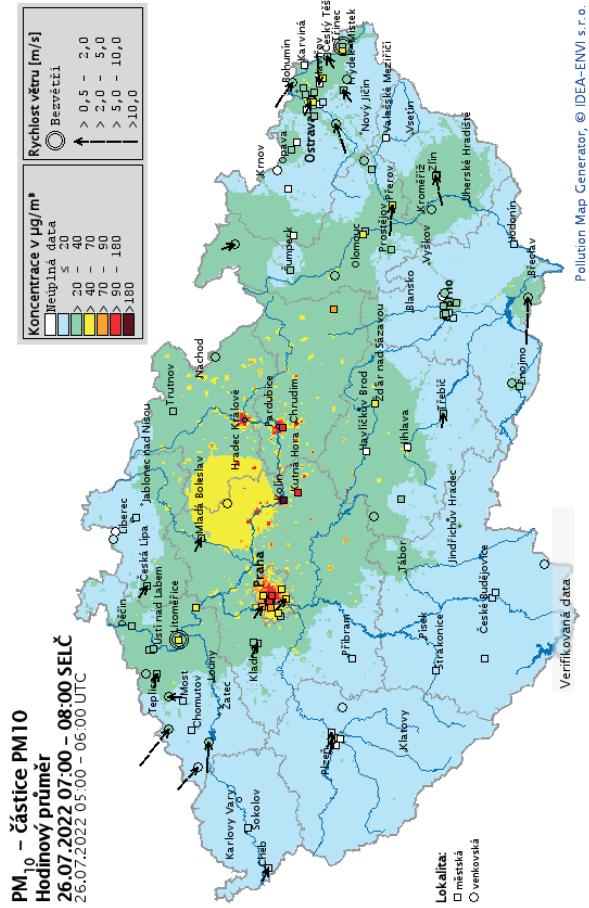 PM10 – částice PM10
Hodinový průměr
26.07.2022 07:00 – 08:00 SELČ
26.07.2022 05:00 – 06:00 UTC
Koncentrace v µg/m³
Neúplná data
≤ 20
> 20 – 40
> 40 – 70
> 70 – 90
> 90 – 180
>180
Rychlost větru [m/s]
Bezvětří
> 0,5 – 2,0
> 2,0 – 5,0
> 5,0 – 10,0
>10,0
Děčín
Liberec
Česká Lípa
Jablonec nad Nisou
Ústí nad Labem
Teplice
Litoměřice
Most
Chomutov
Louny
Žatec
Mladá Boleslav
Trutnov
Náchod
Hradec Králové
Karlovy Vary
Sokolov
Cheb
Kladno
Praha
Kolín
Pardubice
Kutná Hora
Chrudim
Šumperk
Krnov
Opava
Bohumín
Karviná
Ostrava
Český Těš
Třinec
Frýdek-Místek
Plzeň
Příbram
Havlíčkův Brod
Žďár nad Sázavou
Olomouc
Nový Jičín
Valašské Meziříčí
Vsetín
Klatovy
Tábor
Jihlava
Prostějov
Přerov
Písek
Strakonice
Jindřichův Hradec
Třebíč
Blansko
Vyškov
Kroměříž
Zlín
Uherské Hradiště
České Budějovice
Znojmo
Hodonín
Břeclav
Lokalita:
městská
venkovská
Verifikovaná data
Pollution Map Generator, © IDEA–ENVI s.r.o.